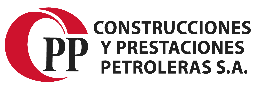 CPP
CONSTRUCCIONES
Y PRESTACIONES
PETROLERAS S.A.